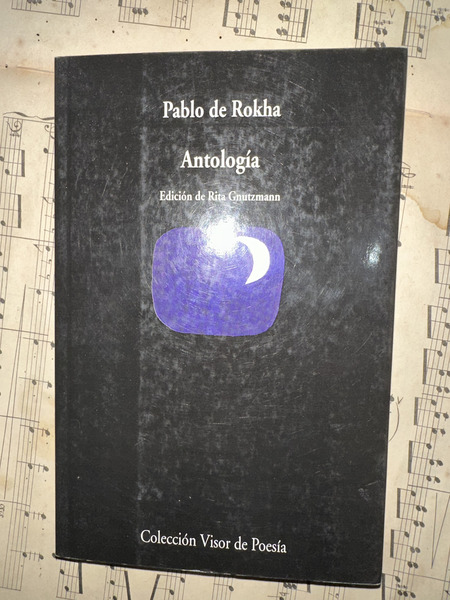 Pablo de Rokha
Antología
Edición de Rita Gnutzmann
Colección Visor de Poesía